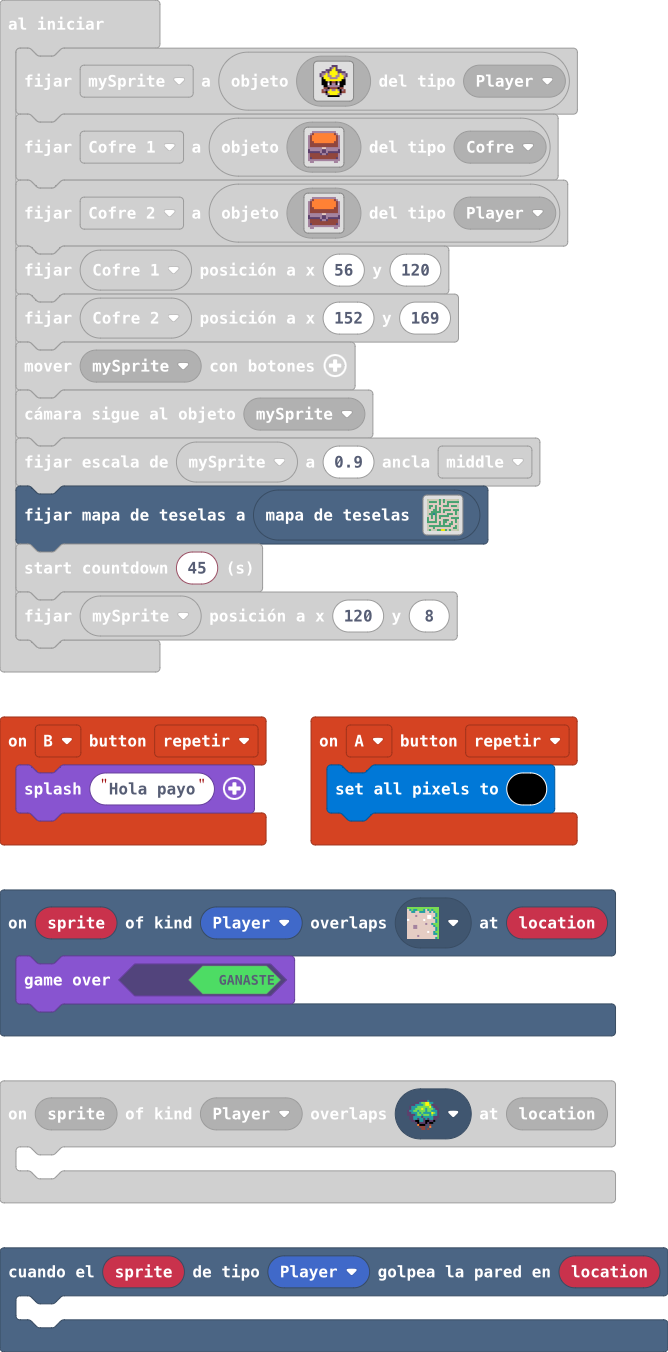 al iniciar
fijar mySprite a objeto del tipo Player
fijar Cofre 1 a objeto del tipo Cofre
fijar Cofre 2 a objeto del tipo Player
fijar Cofre 1 posición a x 56 y 120
fijar Cofre 2 posición a x 152 y 169
mover mySprite con botones
cámara sigue al objeto mySprite
fijar escala de mySprite a 0.9 ancla middle
fijar mapa de teselas a mapa de teselas
start countdown 45 (s)
fijar mySprite posición a x 120 y 8
on B button repetir
splash "Hola payo"
on A button repetir
set all pixels to
on sprite of kind Player overlaps at location
game over GANASTE
on sprite of kind Player overlaps at location
cuando el sprite de tipo Player golpea la pared en location